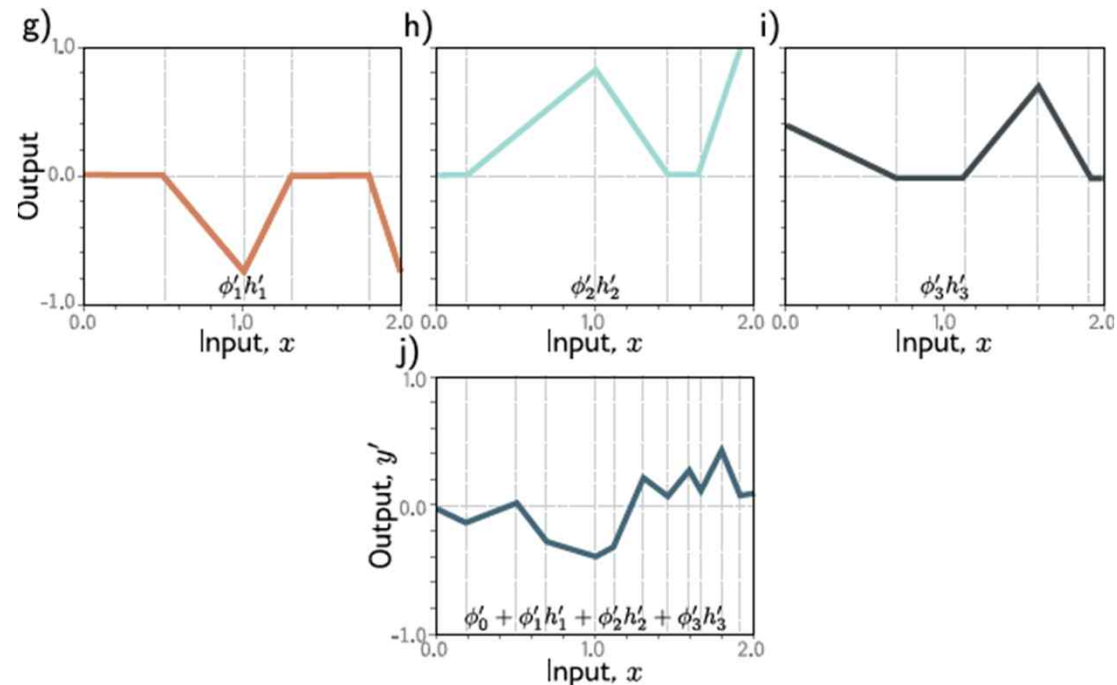 g)
h)
i)
1.0
0.0
-1.0
Output
ϕ′₁h′₁
ϕ′₂h′₂
ϕ′₃h′₃
0.0 1.0 2.0
0.0 1.0 2.0
0.0 1.0 2.0
Input, x
Input, x
Input, x
j)
1.0
0.0
-1.0
Output, y′
ϕ′₀ + ϕ′₁h′₁ + ϕ′₂h′₂ + ϕ′₃h′₃
0.0 1.0 2.0
Input, x